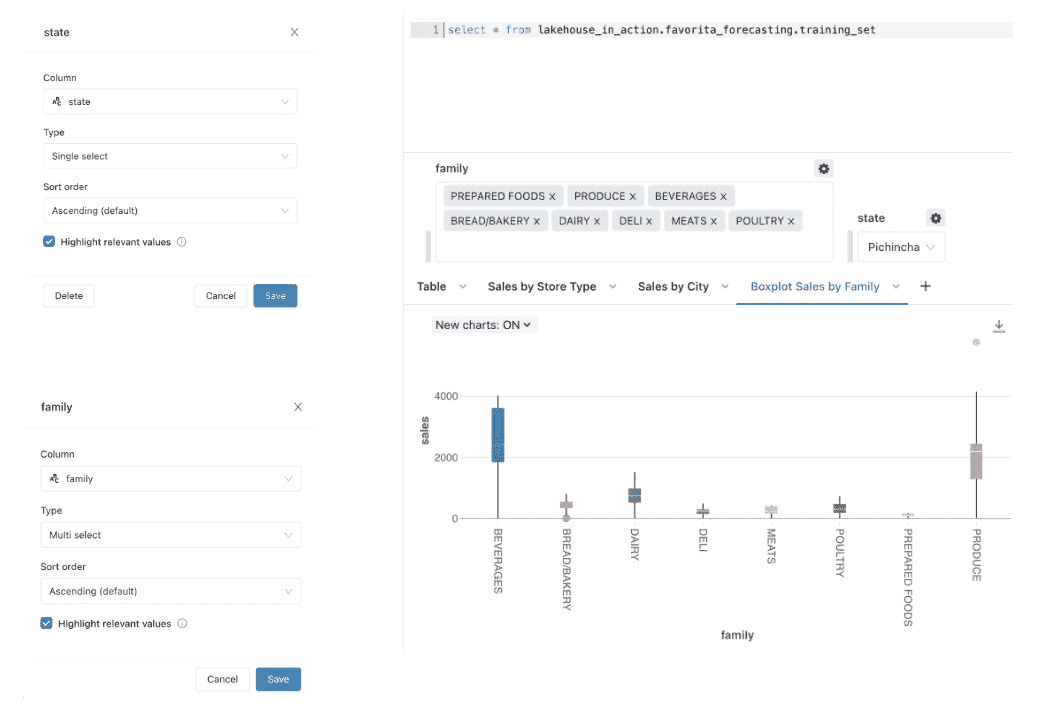 state
Column
state
Type
Single select
Sort order
Ascending (default)
Highlight relevant values
Delete
Cancel
Save
family
Column
family
Type
Multi select
Sort order
Ascending (default)
Highlight relevant values
Cancel
Save
1 select * from lakehouse_in_action.favorita_forecasting.training_set
family
PREPARED FOODS x PRODUCE x BEVERAGES x
BREAD/BAKERY x DAIRY x DELI x MEATS x POULTRY x
state
Pichincha
Table Sales by Store Type Sales by City Boxplot Sales by Family +
New charts: ON
sales
4000
2000
0
BEVERAGES
BREAD/BAKERY
DAIRY
DELI
MEATS
POULTRY
PREPARED FOODS
PRODUCE
family